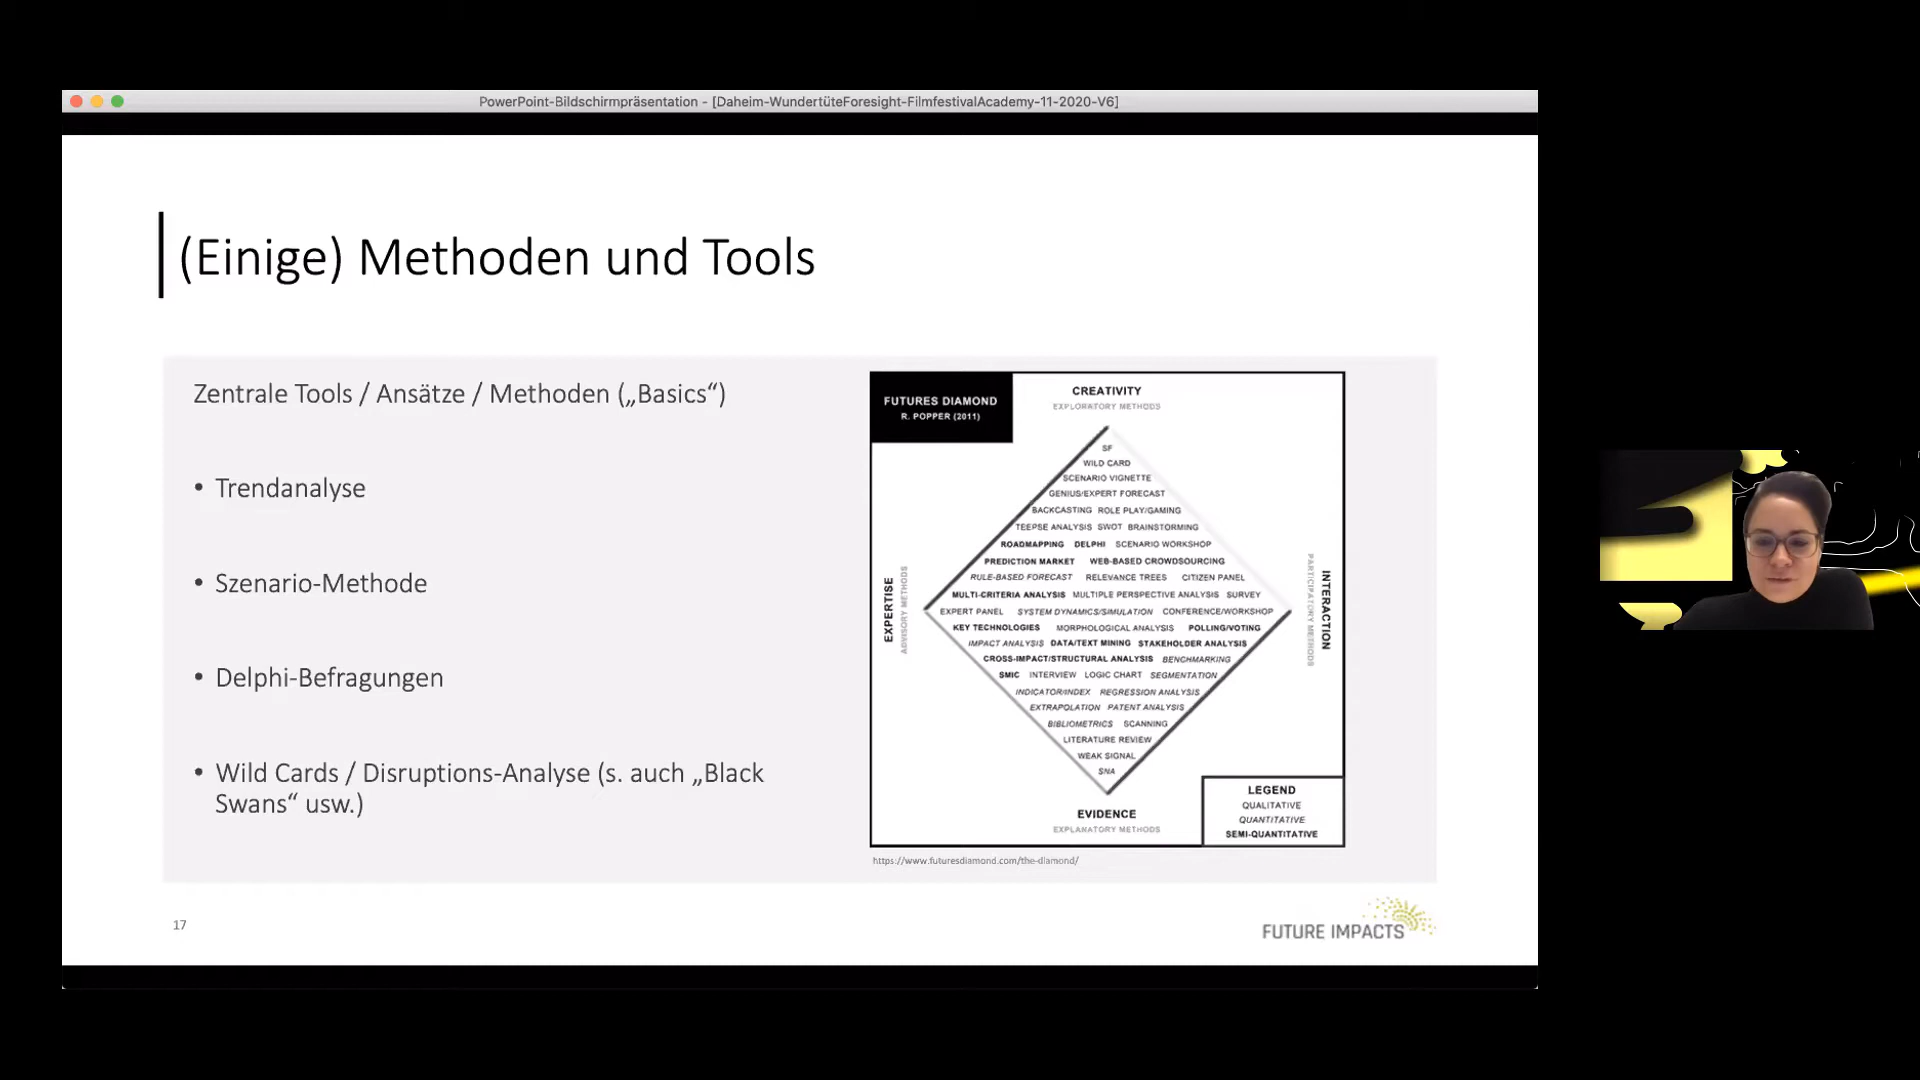 PowerPoint-Bildschirmpräsentation - [Daheim-WundertüteForesight-FilmfestivalAcademy-11-2020-V6]
(Einige) Methoden und Tools
Zentrale Tools / Ansätze / Methoden („Basics“)
• Trendanalyse
• Szenario-Methode
• Delphi-Befragungen
• Wild Cards / Disruptions-Analyse (s. auch „Black
Swans“ usw.)
FUTURES DIAMOND
R. POPPER (2011)
CREATIVITY
EXPLORATORY METHODS
EXPERTISE
ADVISORY METHODS
SF
WILD CARD
SCENARIO VIGNETTE
GENIUS/EXPERT FORECAST
BACKCASTING ROLE PLAY/GAMING
TEEPSE ANALYSIS SWOT BRAINSTORMING
ROADMAPPING DELPHI SCENARIO WORKSHOP
PREDICTION MARKET WEB-BASED CROWDSOURCING
RULE-BASED FORECAST RELEVANCE TREES CITIZEN PANEL
MULTI-CRITERIA ANALYSIS MULTIPLE PERSPECTIVE ANALYSIS SURVEY
EXPERT PANEL SYSTEM DYNAMICS/SIMULATION CONFERENCE/WORKSHOP
KEY TECHNOLOGIES MORPHOLOGICAL ANALYSIS POLLING/VOTING
IMPACT ANALYSIS DATA/TEXT MINING STAKEHOLDER ANALYSIS
CROSS-IMPACT/STRUCTURAL ANALYSIS BENCHMARKING
SMIC INTERVIEW LOGIC CHART SEGMENTATION
INDICATOR/INDEX REGRESSION ANALYSIS
EXTRAPOLATION PATENT ANALYSIS
BIBLIOMETRICS SCANNING
LITERATURE REVIEW
WEAK SIGNAL
SNA
INTERACTION
PARTICIPATORY METHODS
EVIDENCE
EXPLANATORY METHODS
LEGEND
QUALITATIVE
QUANTITATIVE
SEMI-QUANTITATIVE
https://www.futuresdiamond.com/the-diamond/
17
FUTURE IMPACTS